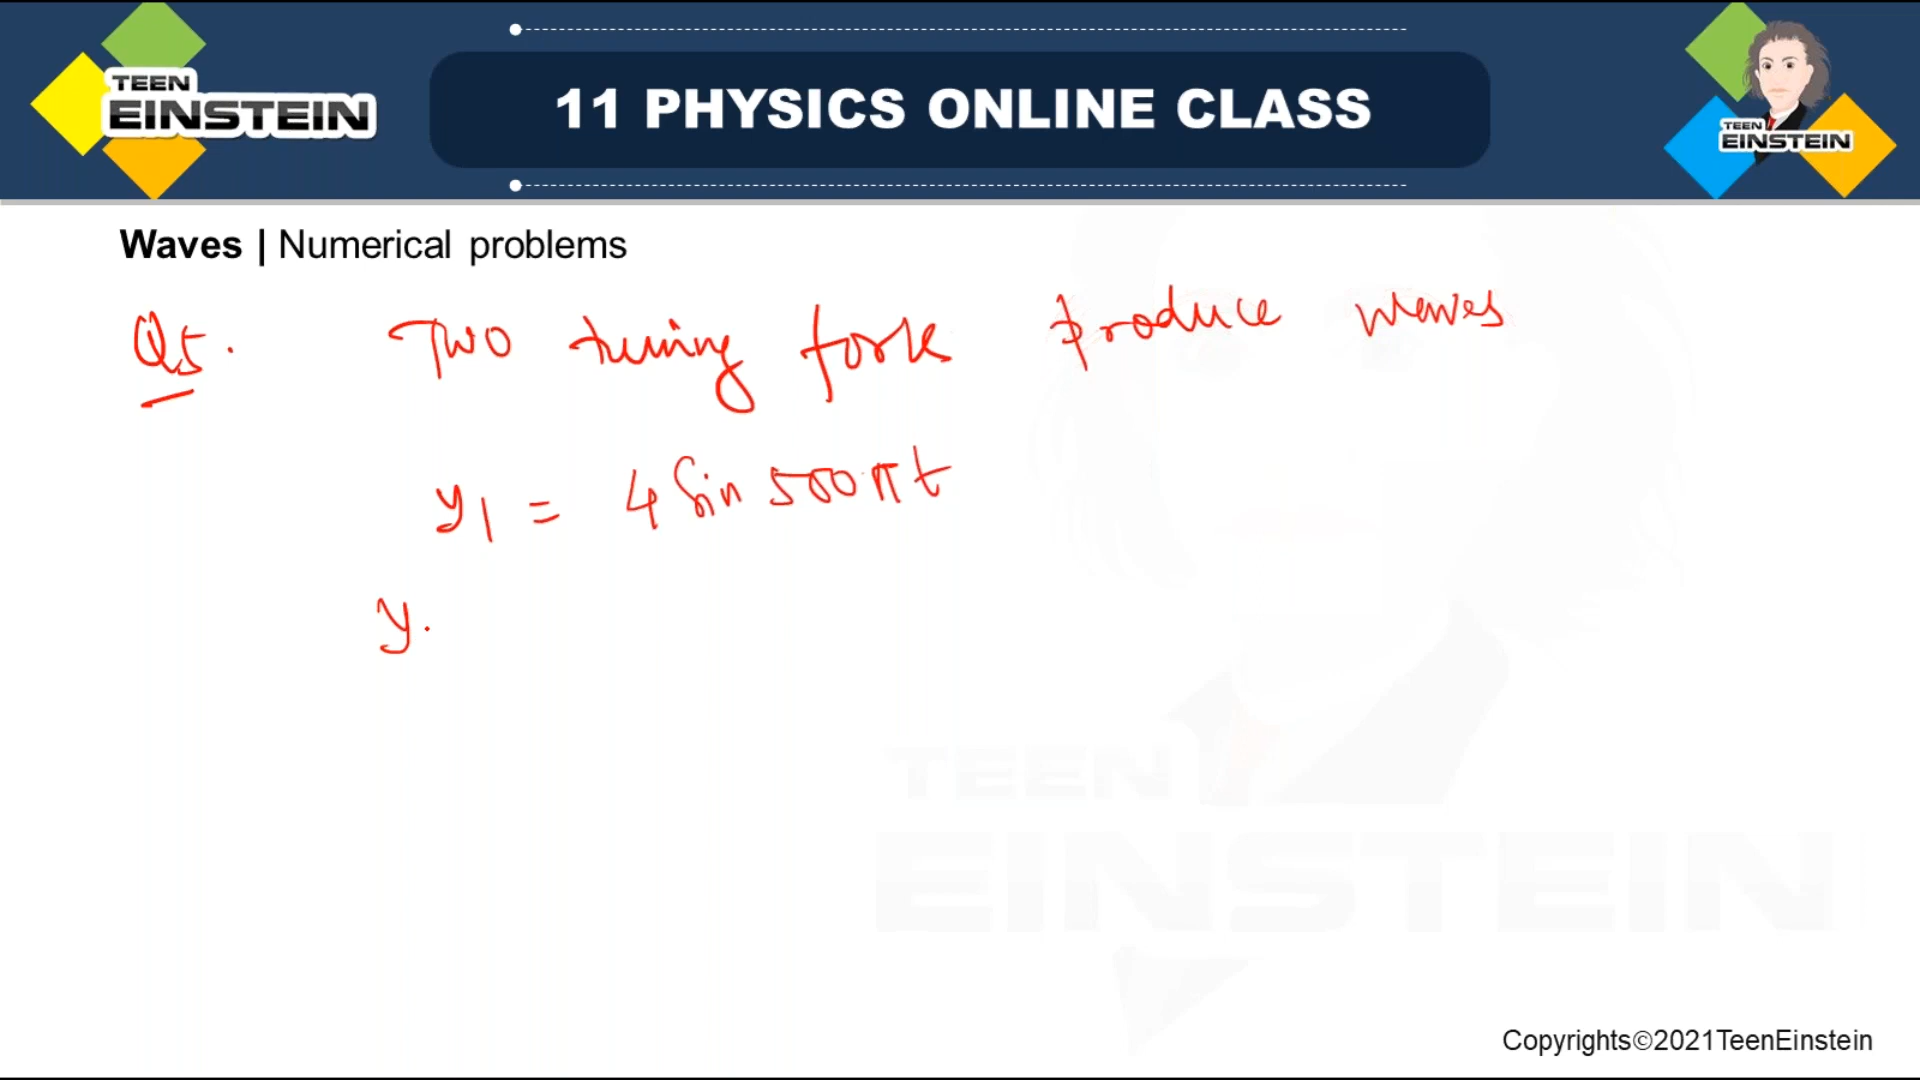 TEEN
EINSTEIN
11 PHYSICS ONLINE CLASS
TEEN
EINSTEIN
Waves | Numerical problems
Q5. Two tuning fork produce waves
y1 = 4 Sin 500πt
y.
TEEN
EINSTEIN
Copyrights©2021TeenEinstein